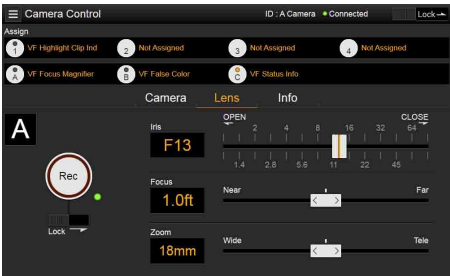 Camera Control ID : A Camera Connected Lock
Assign
1 VF Highlight Clip Ind 2 Not Assigned 3 Not Assigned 4 Not Assigned
A VF Focus Magnifier B VF False Color C VF Status Info
Camera Lens Info
A
Iris
F13
OPEN CLOSE
2 4 8 16 32 64
1.4 2.8 5.6 11 22 45
Rec
Lock
Focus
1.0ft
Near Far
Zoom
18mm
Wide Tele